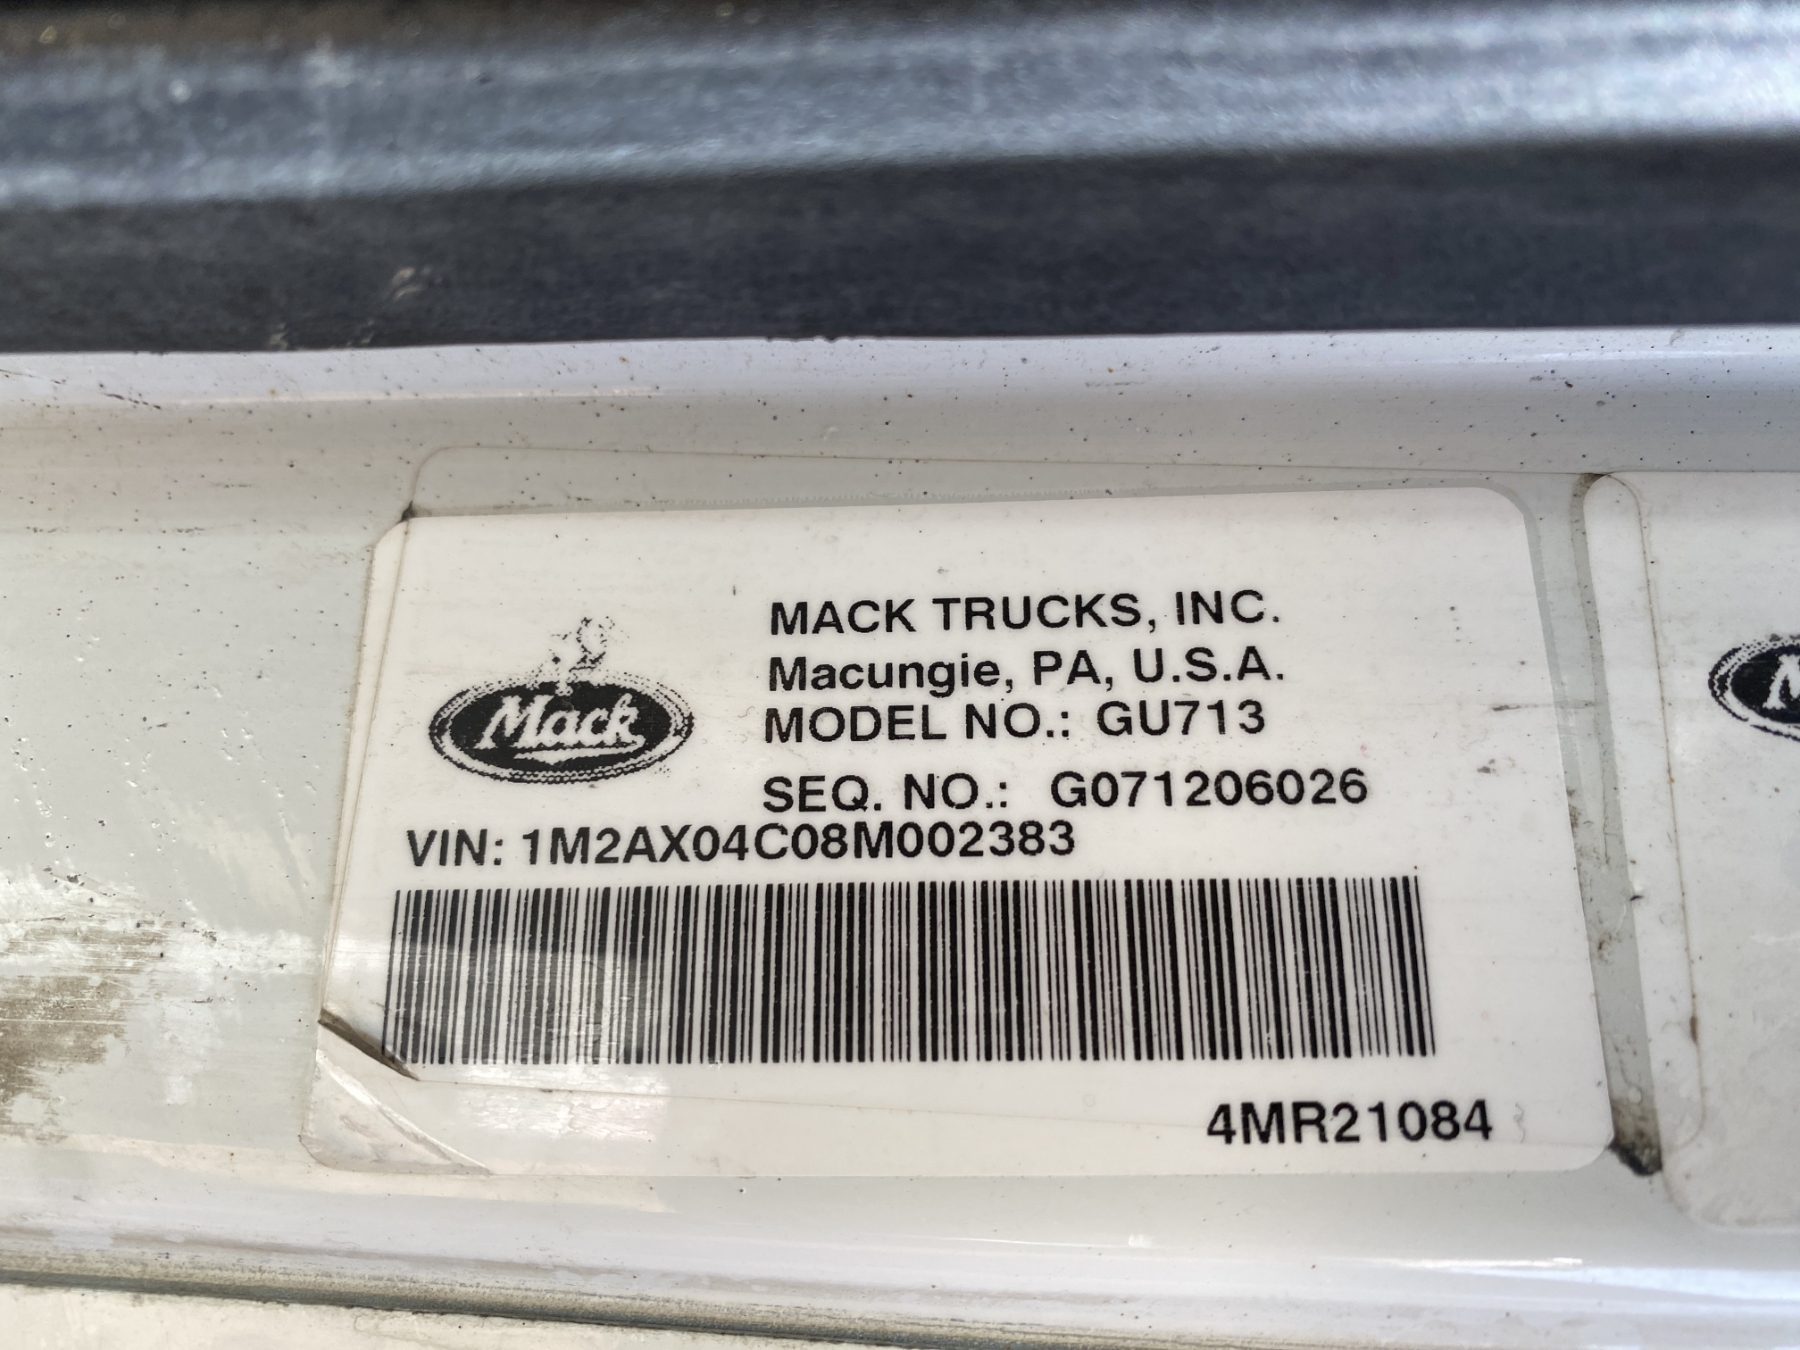 MACK TRUCKS, INC.
Macungie, PA, U.S.A.
Mack
MODEL NO.: GU713
SEQ. NO.: G071206026
VIN: 1M2AX04C08M002383
4MR21084